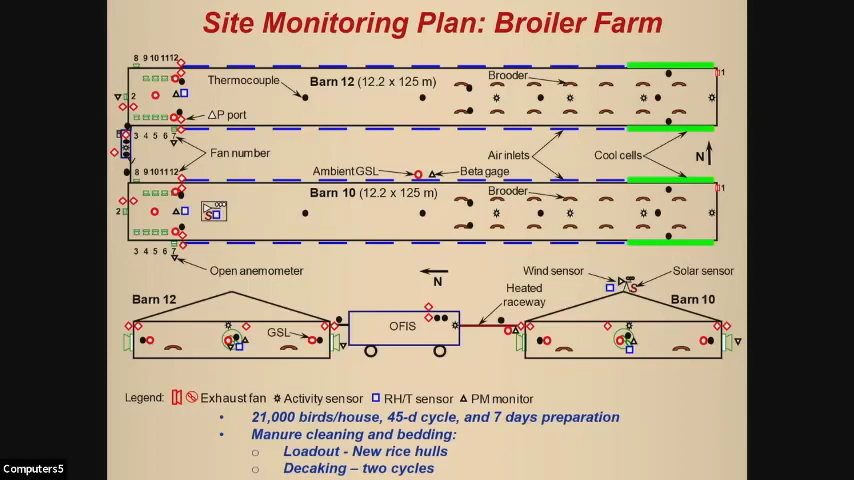 Site Monitoring Plan: Broiler Farm
8 9 10 11 12
Thermocouple
Barn 12 (12.2 x 125 m)
Brooder
1
2
ΔP port
3 4 5 6 7
Fan number
Air inlets
Cool cells
N
8 9 10 11 12
Ambient GSL
Beta gage
Barn 10 (12.2 x 125 m)
Brooder
1
2
S
3 4 5 6 7
Open anemometer
N
Wind sensor
Solar sensor
S
Heated
raceway
Barn 12
Barn 10
OFIS
GSL
Legend: Exhaust fan Activity sensor RH/T sensor PM monitor
• 21,000 birds/house, 45-d cycle, and 7 days preparation
• Manure cleaning and bedding:
o Loadout - New rice hulls
o Decaking – two cycles
Computers5